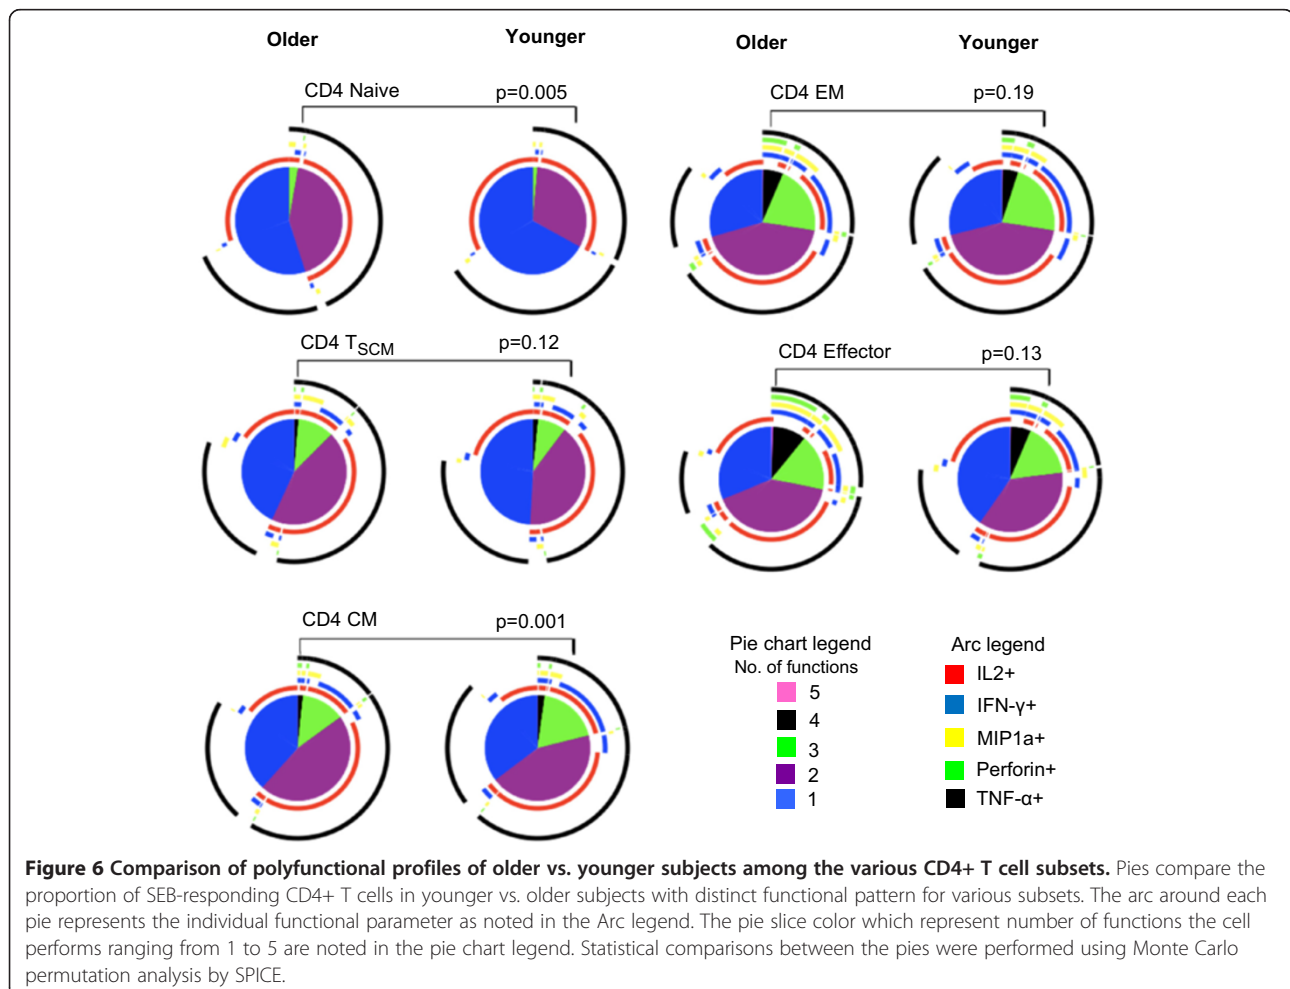 Older
Younger
Older
Younger
CD4 Naive
p=0.005
CD4 EM
p=0.19
CD4 TSCM
p=0.12
CD4 Effector
p=0.13
CD4 CM
p=0.001
Pie chart legend
No. of functions
5
4
3
2
1
Arc legend
IL2+
IFN-γ+
MIP1a+
Perforin+
TNF-α+
Figure 6 Comparison of polyfunctional profiles of older vs. younger subjects among the various CD4+ T cell subsets. Pies compare the
proportion of SEB-responding CD4+ T cells in younger vs. older subjects with distinct functional pattern for various subsets. The arc around each
pie represents the individual functional parameter as noted in the Arc legend. The pie slice color which represent number of functions the cell
performs ranging from 1 to 5 are noted in the pie chart legend. Statistical comparisons between the pies were performed using Monte Carlo
permutation analysis by SPICE.